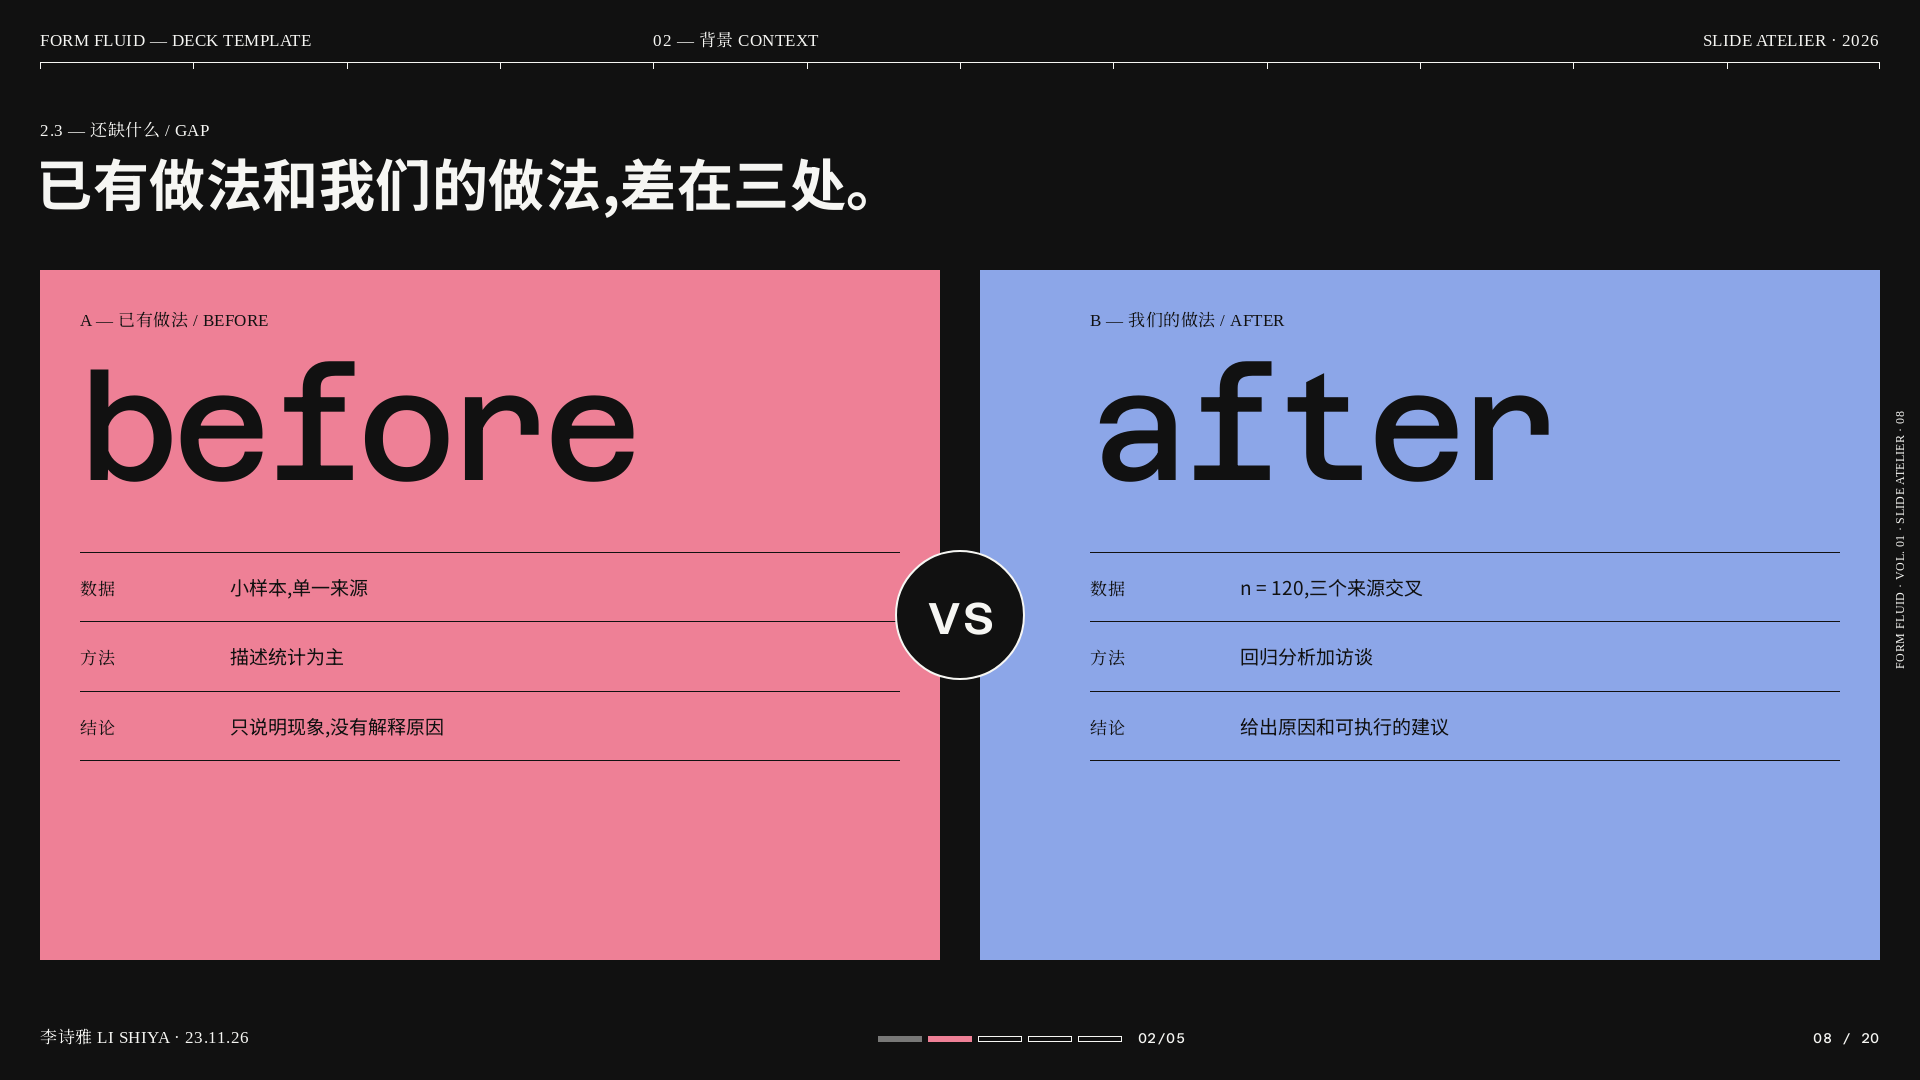 FORM FLUID — DECK TEMPLATE
02 — 背景 CONTEXT
SLIDE ATELIER · 2026
2.3 — 还缺什么 / GAP
已有做法和我们的做法,差在三处。
A — 已有做法 / BEFORE
before
数据 小样本,单一来源
方法 描述统计为主
结论 只说明现象,没有解释原因
VS
B — 我们的做法 / AFTER
after
数据 n = 120,三个来源交叉
方法 回归分析加访谈
结论 给出原因和可执行的建议
FORM FLUID · VOL. 01 · SLIDE ATELIER · 08
李诗雅 LI SHIYA · 23.11.26
02/05
08 / 20